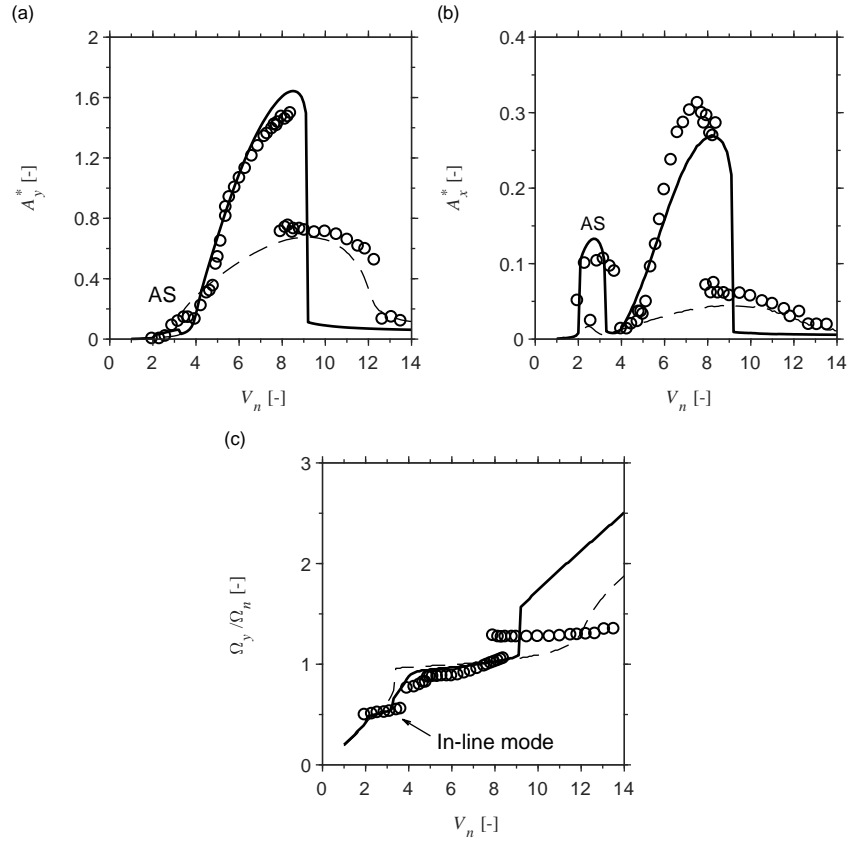 (a)
2
1.6
1.2
0.8
0.4
0
A*y [-]
AS
0 2 4 6 8 10 12 14
Vn [-]
(b)
0.4
0.3
0.2
0.1
0
A*x [-]
AS
0 2 4 6 8 10 12 14
Vn [-]
(c)
3
2
1
0
Ωy/Ωn [-]
In-line mode
0 2 4 6 8 10 12 14
Vn [-]